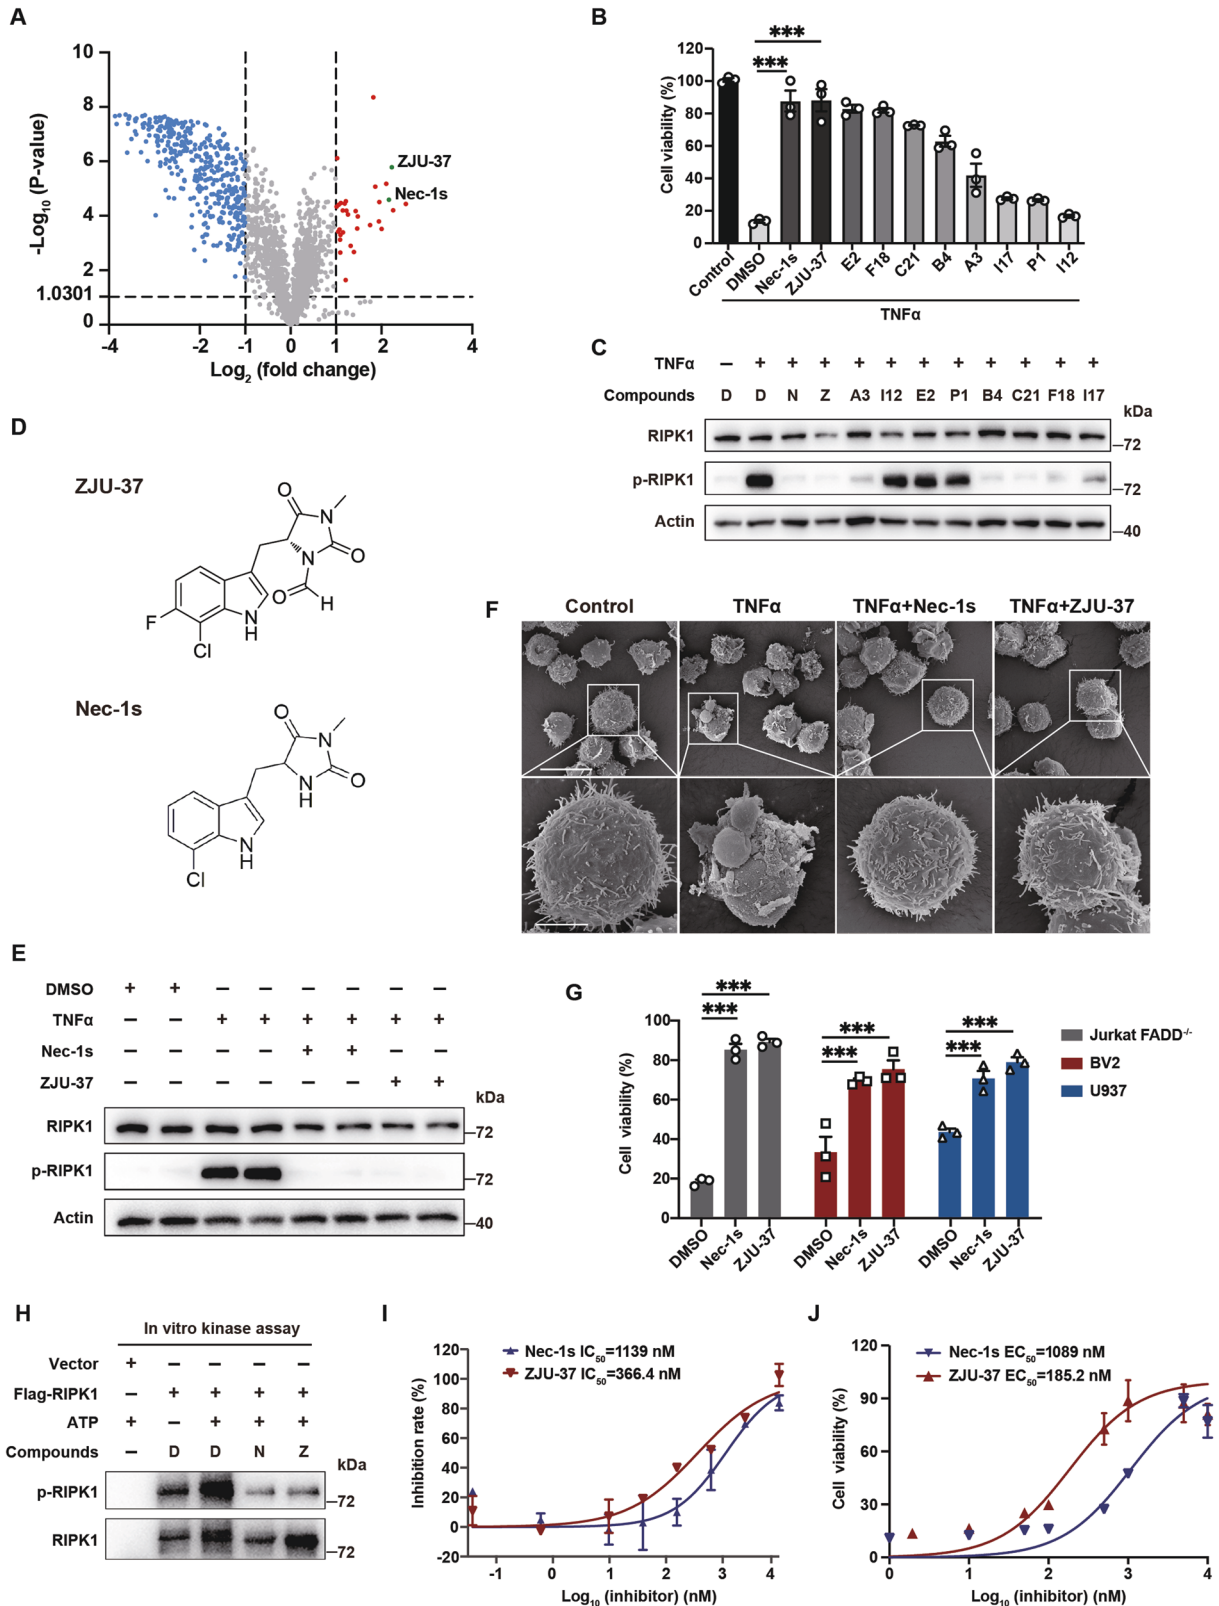 A
10
8
6
4
2
1.0301
0
-Log10 (P-value)
ZJU-37
Nec-1s
-4
-2
-1
0
1
2
4
Log2 (fold change)
B
120
100
80
60
40
20
0
Cell viability (%)
***
***
Control
DMSO
Nec-1s
ZJU-37
E2
F18
C21
B4
A3
I17
P1
I12
TNFα
C
TNFα – + + + + + + + + + + +
Compounds D D N Z A3 I12 E2 P1 B4 C21 F18 I17
kDa
RIPK1 –72
p-RIPK1 –72
Actin –40
D
ZJU-37
O
N
O
N
O
H
F
Cl
N
H
Nec-1s
O
N
O
N
H
N
H
Cl
E
DMSO + + – – – – – –
TNFα – – + + + + + +
Nec-1s – – – – + + – –
ZJU-37 – – – – – – + +
kDa
RIPK1 –72
p-RIPK1 –72
Actin –40
F
Control TNFα TNFα+Nec-1s TNFα+ZJU-37
G
100
80
60
40
20
0
Cell viability (%)
***
***
***
***
***
***
DMSO
Nec-1s
ZJU-37
DMSO
Nec-1s
ZJU-37
DMSO
Nec-1s
ZJU-37
Jurkat FADD-/-
BV2
U937
H
In vitro kinase assay
Vector + – – – –
Flag-RIPK1 – + + + +
ATP + – + + +
Compounds – D D N Z
kDa
p-RIPK1 –72
RIPK1 –72
I
120
100
80
60
40
20
0
-20
Inhibition rate (%)
Nec-1s IC50=1139 nM
ZJU-37 IC50=366.4 nM
-1
0
1
2
3
4
Log10 (inhibitor) (nM)
J
120
90
60
30
0
Cell viability (%)
Nec-1s EC50=1089 nM
ZJU-37 EC50=185.2 nM
0
1
2
3
4
Log10 (inhibitor) (nM)